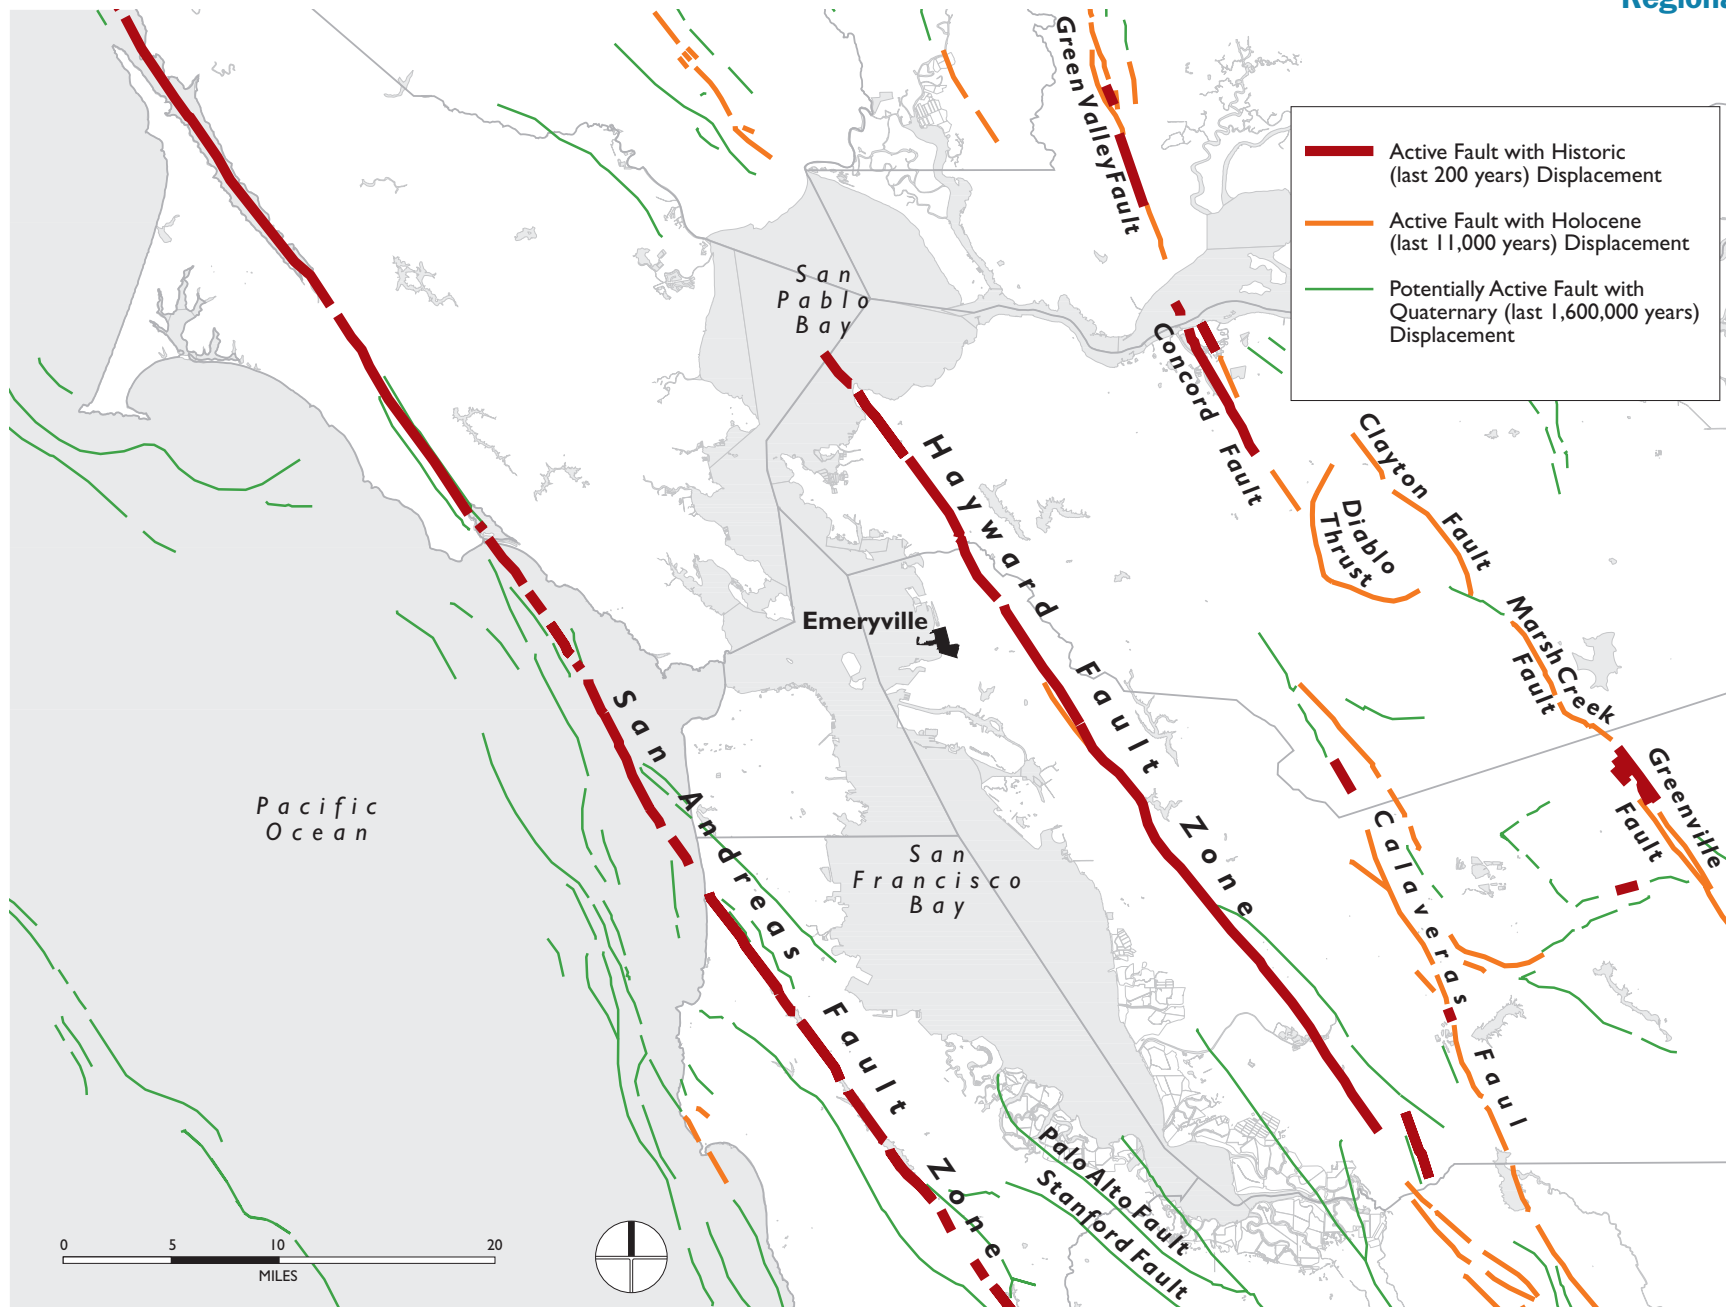 Regiona
Green Valley Fault
Active Fault with Historic
(last 200 years) Displacement
Active Fault with Holocene
(last 11,000 years) Displacement
Potentially Active Fault with
Quaternary (last 1,600,000 years)
Displacement
San
Pablo
Bay
Concord Fault
Clayton Fault
Diablo
Thrust
Hayward Fault Zone
Emeryville
Marsh Creek
Fault
Greenville
Fault
San Andreas Fault Zone
Pacific
Ocean
San
Francisco
Bay
Calaveras Faul
Palo Alto Fault
Stanford Fault
0 5 10 20
MILES